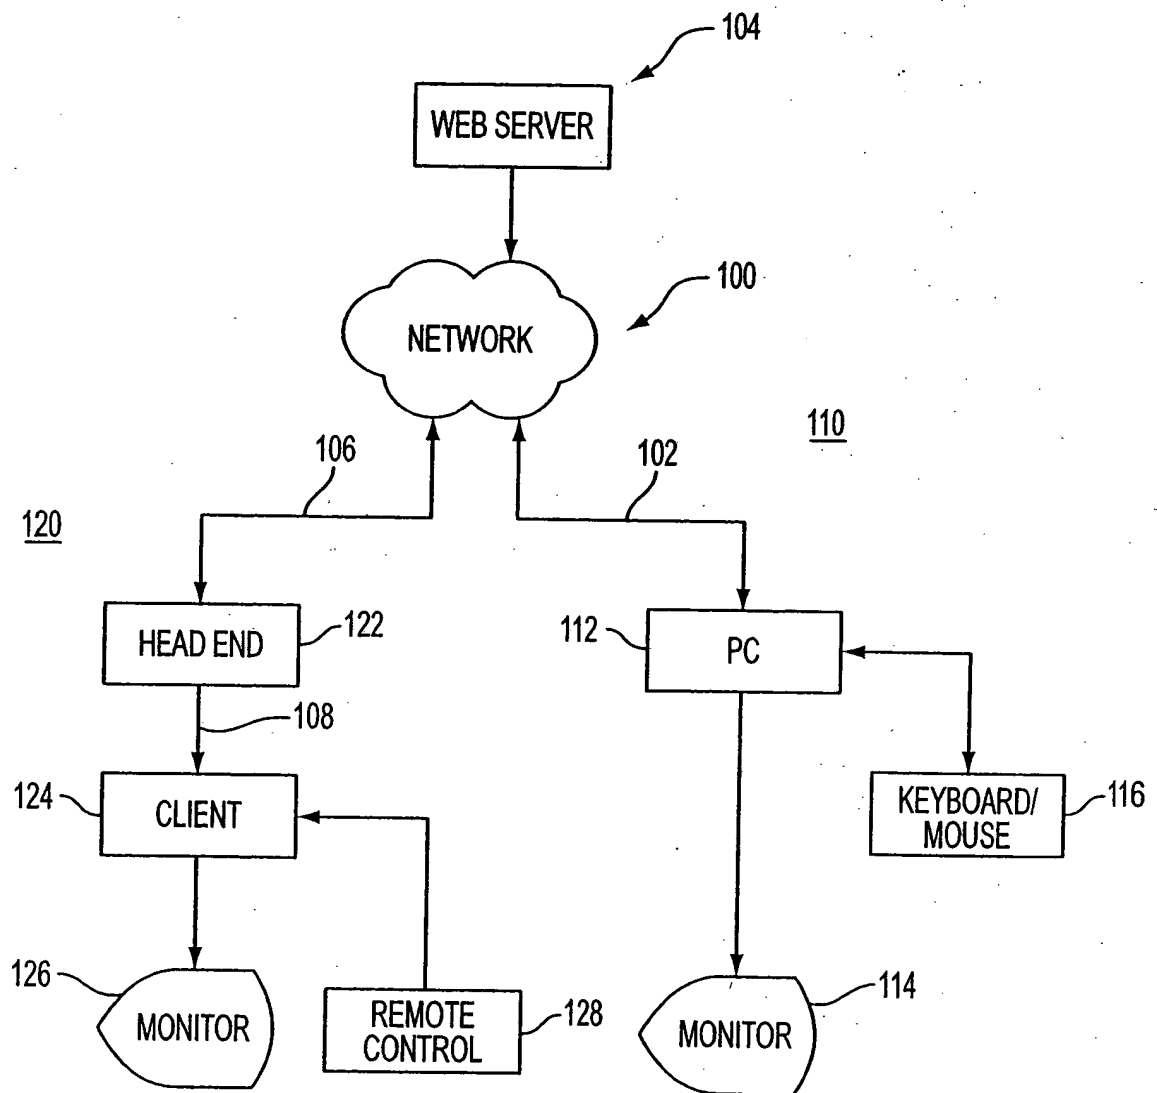 104
WEB SERVER
100
NETWORK
110
106
102
120
HEAD END
122
112
PC
108
124
CLIENT
KEYBOARD/
MOUSE
116
126
MONITOR
REMOTE
CONTROL
128
MONITOR
114